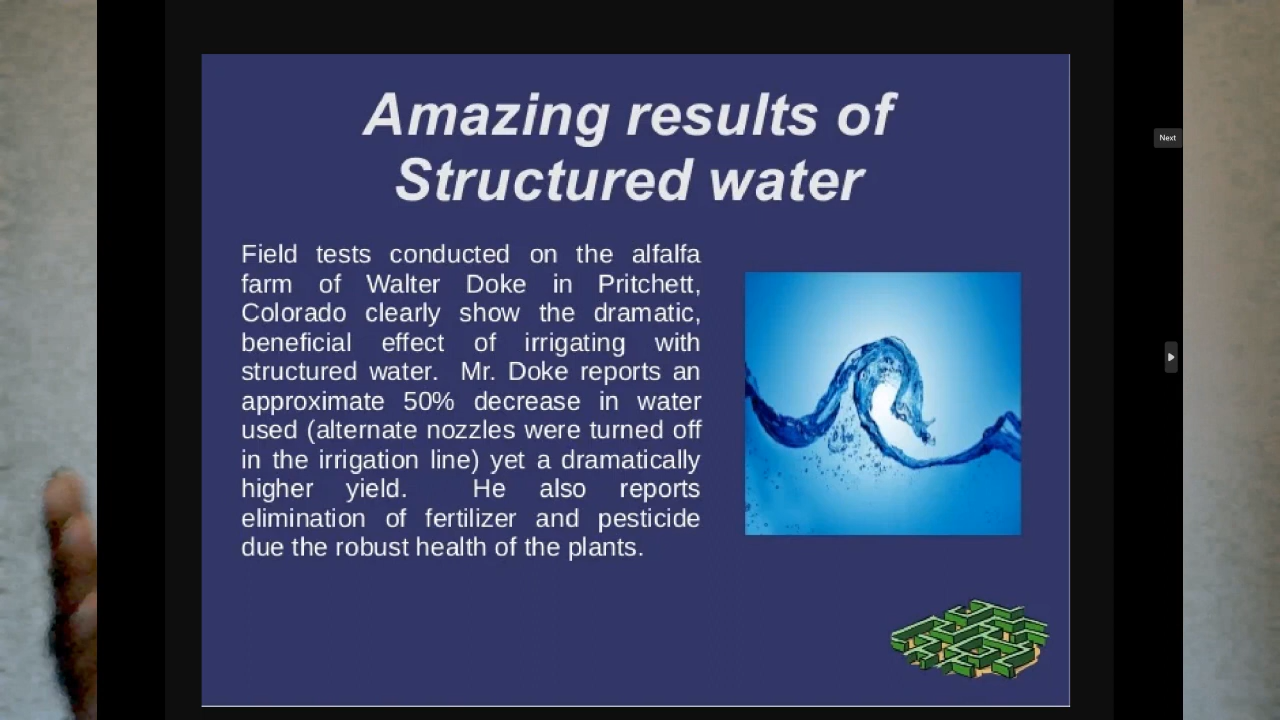 Amazing results of
Structured water
Field tests conducted on the alfalfa
farm of Walter Doke in Pritchett,
Colorado clearly show the dramatic,
beneficial effect of irrigating with
structured water. Mr. Doke reports an
approximate 50% decrease in water
used (alternate nozzles were turned off
in the irrigation line) yet a dramatically
higher yield. He also reports
elimination of fertilizer and pesticide
due the robust health of the plants.
Next